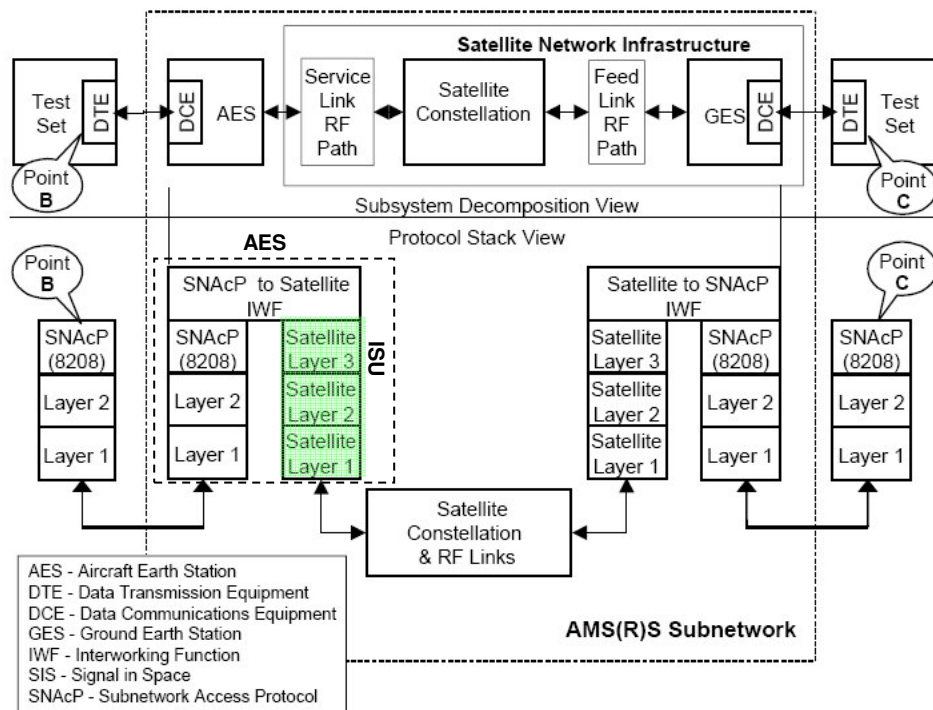 Satellite Network Infrastructure
Test
Set
DTE
DCE
AES
Service
Link
RF
Path
Satellite
Constellation
Feed
Link
RF
Path
GES
DCE
DTE
Test
Set
Point
B
Point
C
Subsystem Decomposition View
Protocol Stack View
AES
Point
B
SNAcP to Satellite
IWF
Satellite to SNAcP
IWF
Point
C
SNAcP
(8208)
Layer 2
Layer 1
SNAcP
(8208)
Layer 2
Layer 1
Satellite
Layer 3
Satellite
Layer 2
Satellite
Layer 1
ISU
Satellite
Layer 3
Satellite
Layer 2
Satellite
Layer 1
SNAcP
(8208)
Layer 2
Layer 1
SNAcP
(8208)
Layer 2
Layer 1
Satellite
Constellation
& RF Links
AES - Aircraft Earth Station
DTE - Data Transmission Equipment
DCE - Data Communications Equipment
GES - Ground Earth Station
IWF - Interworking Function
SIS - Signal in Space
SNAcP - Subnetwork Access Protocol
AMS(R)S Subnetwork